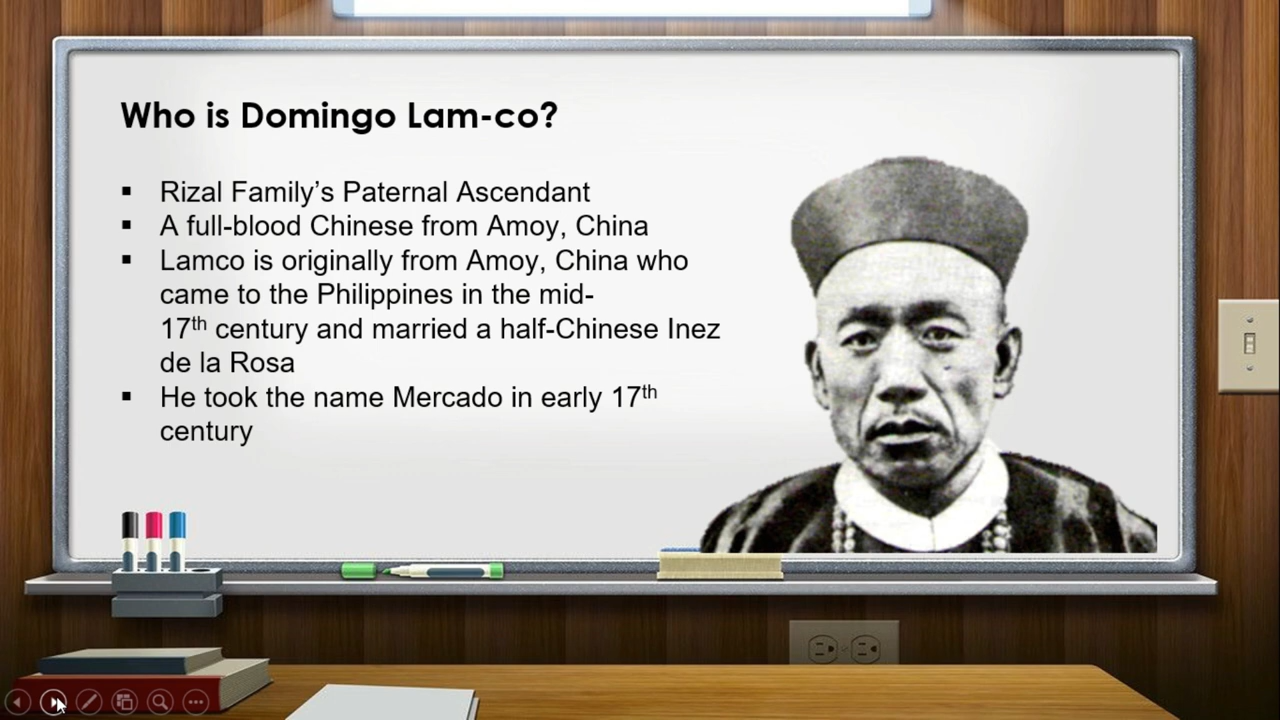 Who is Domingo Lam-co?
▪ Rizal Family’s Paternal Ascendant
▪ A full-blood Chinese from Amoy, China
▪ Lamco is originally from Amoy, China who
came to the Philippines in the mid-
17th century and married a half-Chinese Inez
de la Rosa
▪ He took the name Mercado in early 17th
century